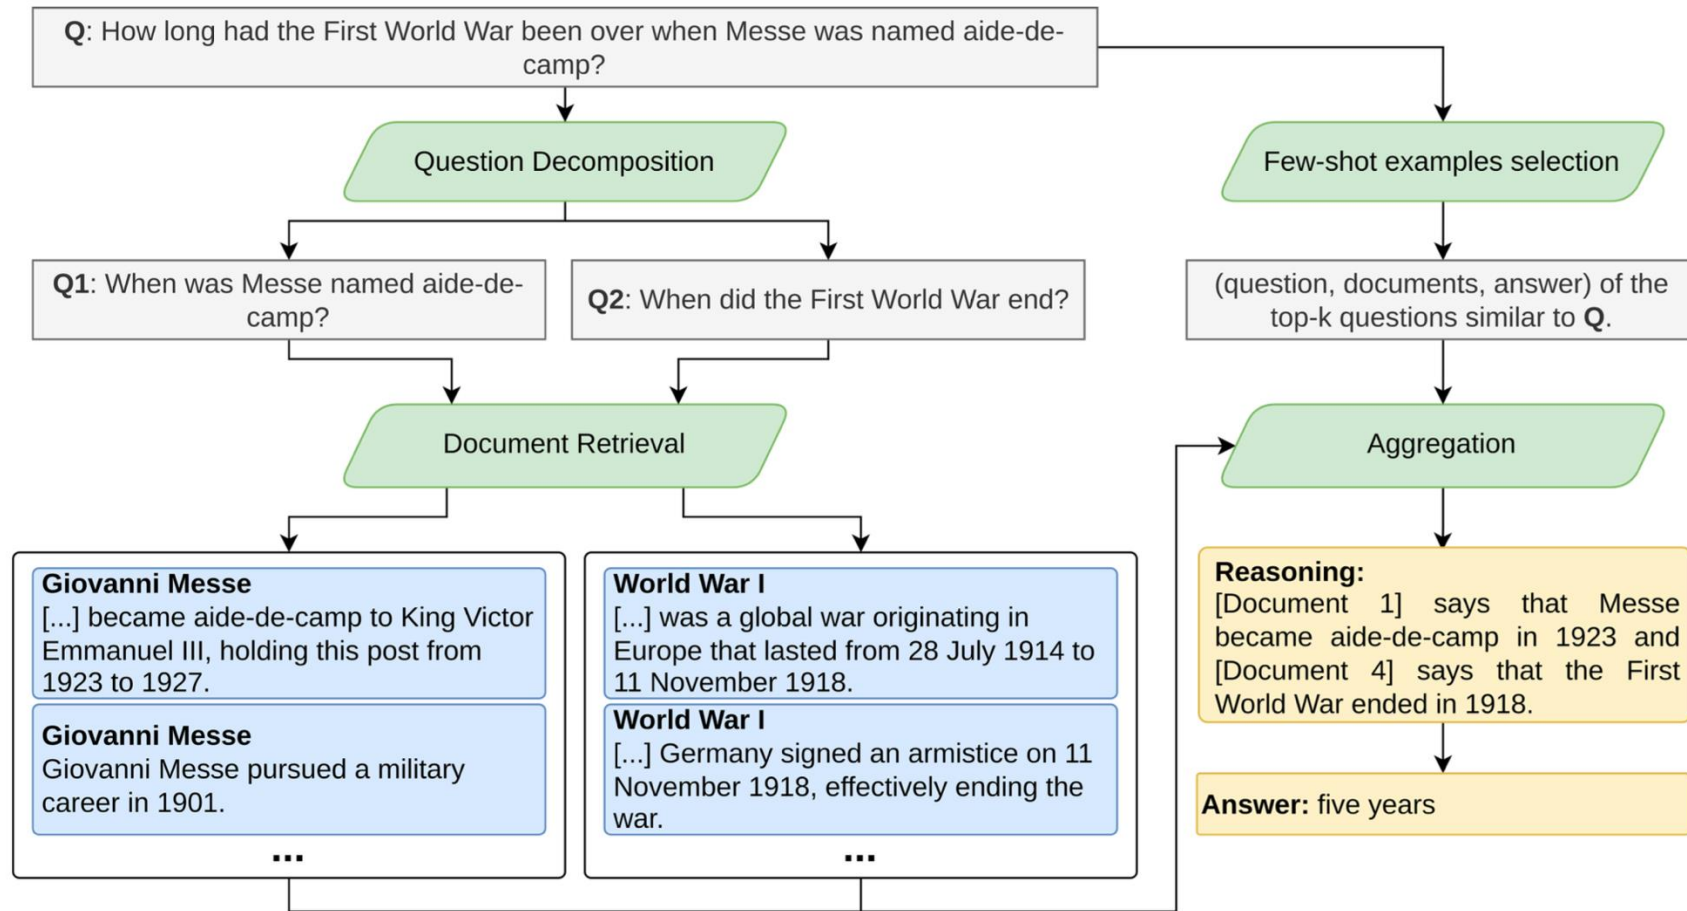 Q: How long had the First World War been over when Messe was named aide-de-
camp?
Question Decomposition
Few-shot examples selection
Q1: When was Messe named aide-de-
camp?
Q2: When did the First World War end?
(question, documents, answer) of the
top-k questions similar to Q.
Document Retrieval
Aggregation
Giovanni Messe
[...] became aide-de-camp to King Victor
Emmanuel III, holding this post from
1923 to 1927.
Giovanni Messe
Giovanni Messe pursued a military
career in 1901.
...
World War I
[...] was a global war originating in
Europe that lasted from 28 July 1914 to
11 November 1918.
World War I
[...] Germany signed an armistice on 11
November 1918, effectively ending the
war.
...
Reasoning:
[Document 1] says that Messe
became aide-de-camp in 1923 and
[Document 4] says that the First
World War ended in 1918.
Answer: five years